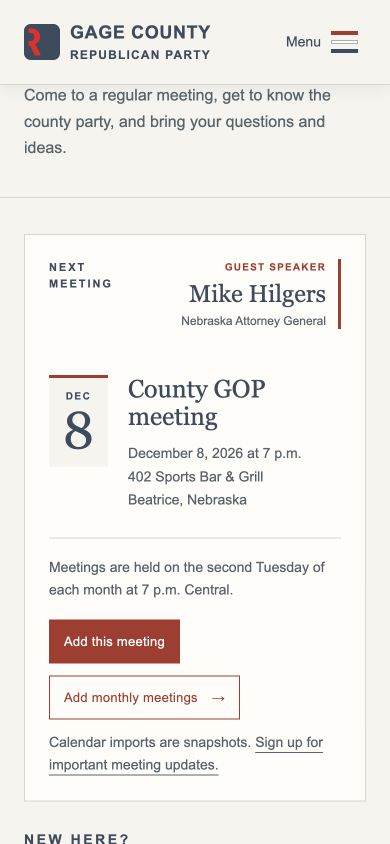 GAGE COUNTY
REPUBLICAN PARTY
Menu
Come to a regular meeting, get to know the
county party, and bring your questions and
ideas.
NEXT
MEETING
GUEST SPEAKER
Mike Hilgers
Nebraska Attorney General
DEC
8
County GOP
meeting
December 8, 2026 at 7 p.m.
402 Sports Bar & Grill
Beatrice, Nebraska
Meetings are held on the second Tuesday of
each month at 7 p.m. Central.
Add this meeting
Add monthly meetings →
Calendar imports are snapshots. Sign up for
important meeting updates.
NEW HERE?